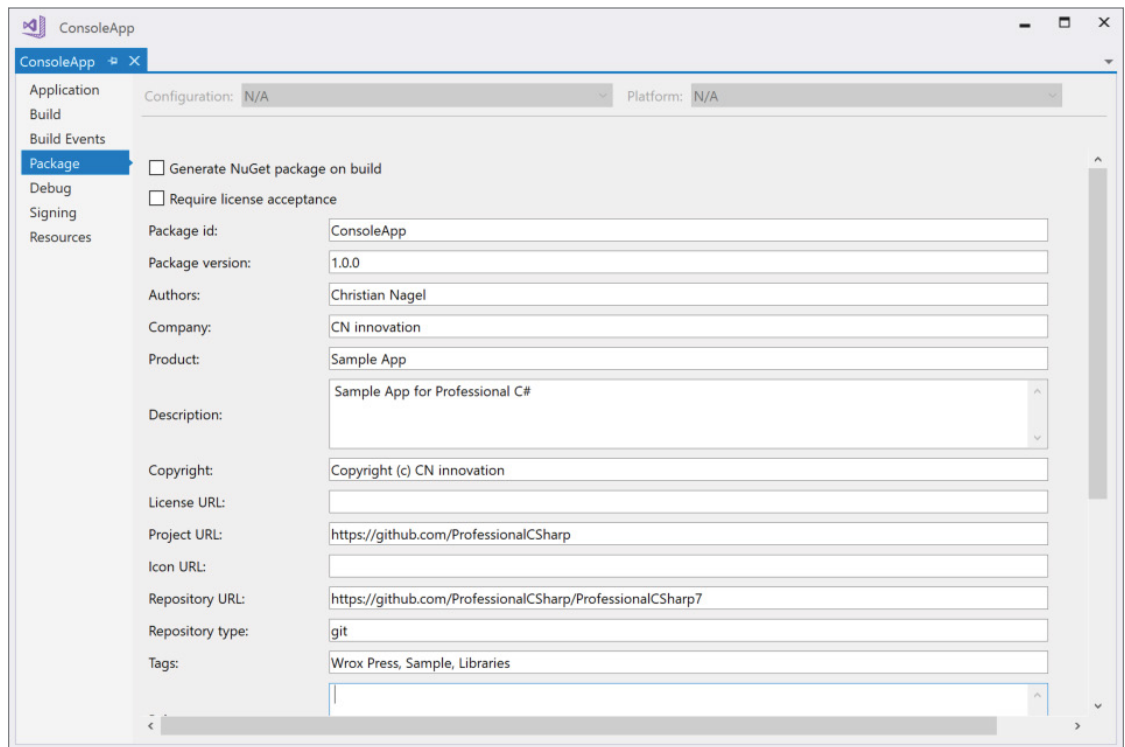 ConsoleApp
ConsoleApp
Application
Configuration: N/A Platform: N/A
Build
Build Events
Package
Debug
Signing
Resources
Generate NuGet package on build
Require license acceptance
Package id: ConsoleApp
Package version: 1.0.0
Authors: Christian Nagel
Company: CN innovation
Product: Sample App
Description: Sample App for Professional C#
Copyright: Copyright (c) CN innovation
License URL:
Project URL: https://github.com/ProfessionalCSharp
Icon URL:
Repository URL: https://github.com/ProfessionalCSharp/ProfessionalCSharp7
Repository type: git
Tags: Wrox Press, Sample, Libraries